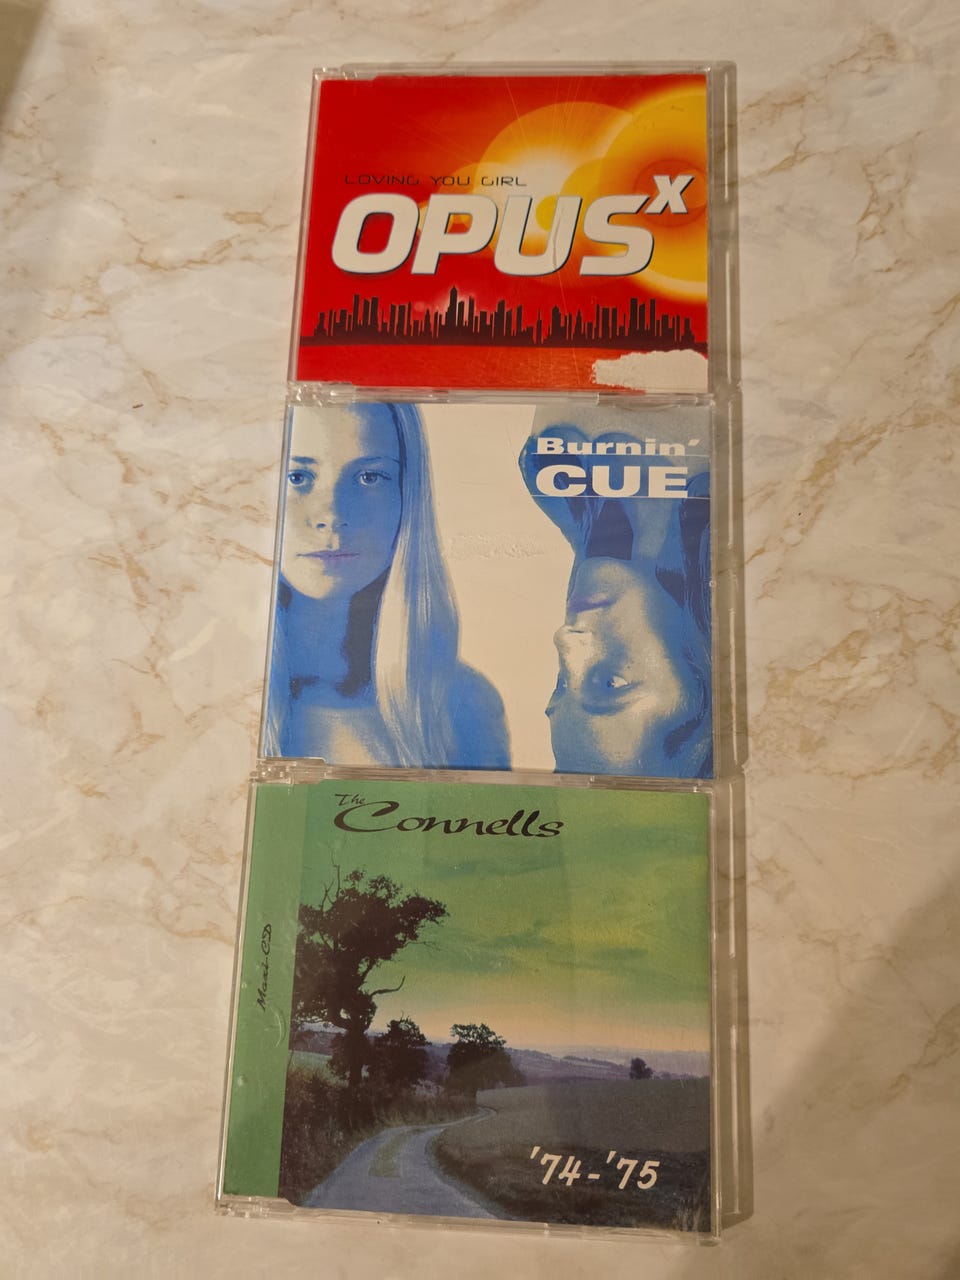 LOVING YOU GIRL
OPUSX
Burnin'
CUE
The Connells
Maxi CD
'74-'75